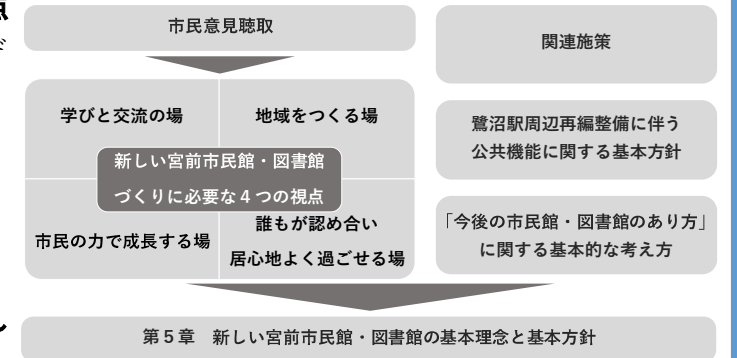 市民意見聴取
学びと交流の場
地域をつくる場
新しい宮前市民館・図書館
づくりに必要な４つの視点
市民の力で成長する場
誰もが認め合い
居心地よく過ごせる場
関連施策
鷺沼駅周辺再編整備に伴う
公共機能に関する基本方針
「今後の市民館・図書館のあり方」
に関する基本的な考え方
第５章　新しい宮前市民館・図書館の基本理念と基本方針